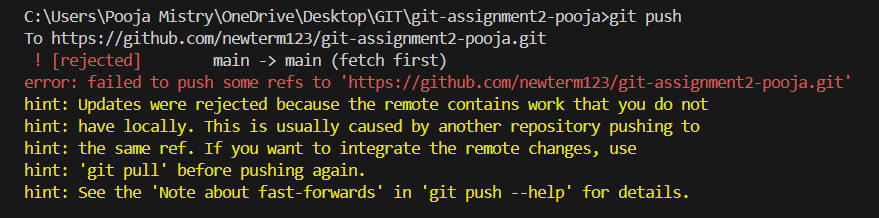 C:\Users\Pooja Mistry\OneDrive\Desktop\GIT\git-assignment2-pooja>git push
To https://github.com/newterm123/git-assignment2-pooja.git
 ! [rejected]        main -> main (fetch first)
error: failed to push some refs to 'https://github.com/newterm123/git-assignment2-pooja.git'
hint: Updates were rejected because the remote contains work that you do not
hint: have locally. This is usually caused by another repository pushing to
hint: the same ref. If you want to integrate the remote changes, use
hint: 'git pull' before pushing again.
hint: See the 'Note about fast-forwards' in 'git push --help' for details.